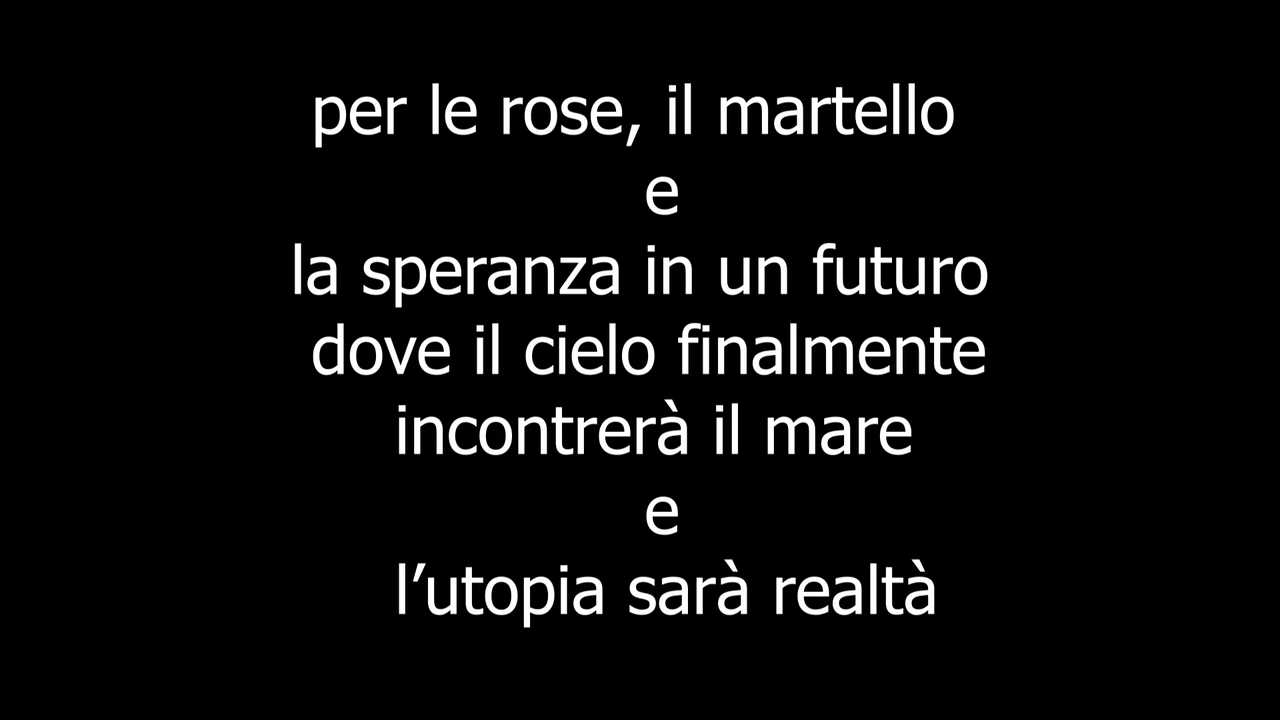 per le rose, il martello
e
la speranza in un futuro
dove il cielo finalmente
incontrerà il mare
e
l’utopia sarà realtà